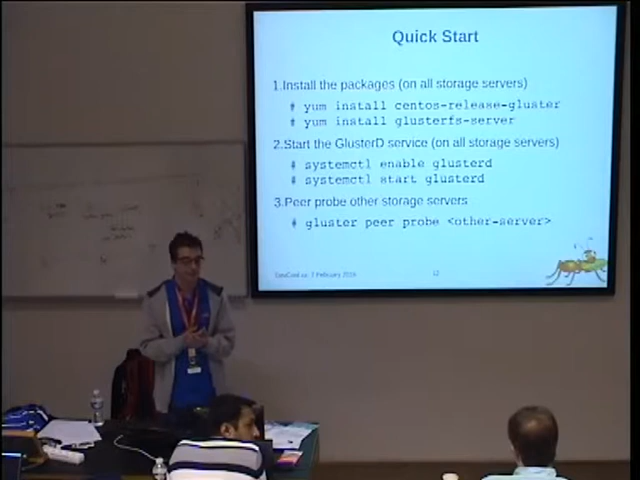 Quick Start
1.Install the packages (on all storage servers)
# yum install centos-release-gluster
# yum install glusterfs-server
2.Start the GlusterD service (on all storage servers)
# systemctl enable glusterd
# systemctl start glusterd
3.Peer probe other storage servers
# gluster peer probe <other-server>
12